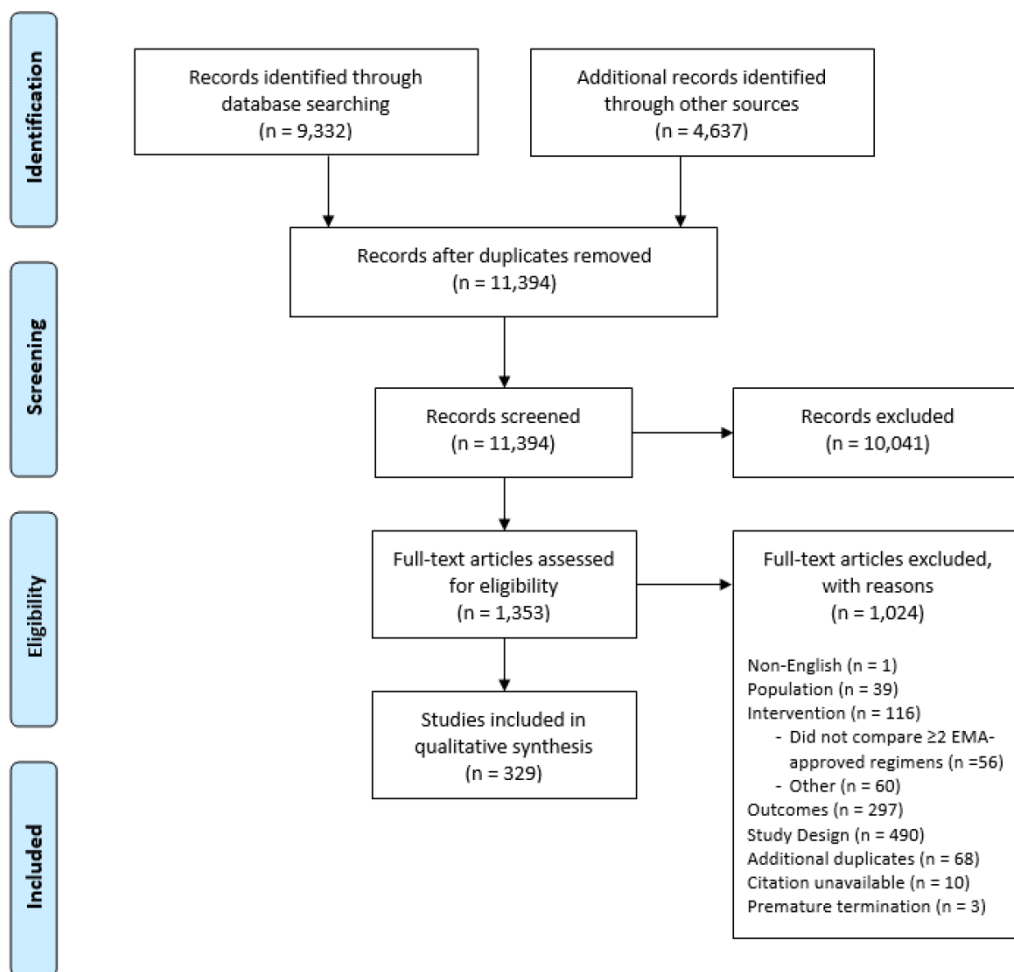 Identification
Records identified through
database searching
(n = 9,332)
Additional records identified
through other sources
(n = 4,637)
Records after duplicates removed
(n = 11,394)
Screening
Records screened
(n = 11,394)
Records excluded
(n = 10,041)
Eligibility
Full-text articles assessed
for eligibility
(n = 1,353)
Full-text articles excluded,
with reasons
(n = 1,024)
Non-English (n = 1)
Population (n = 39)
Intervention (n = 116)
- Did not compare ≥2 EMA-
approved regimens (n =56)
- Other (n = 60)
Outcomes (n = 297)
Study Design (n = 490)
Additional duplicates (n = 68)
Citation unavailable (n = 10)
Premature termination (n = 3)
Studies included in
qualitative synthesis
(n = 329)
Included